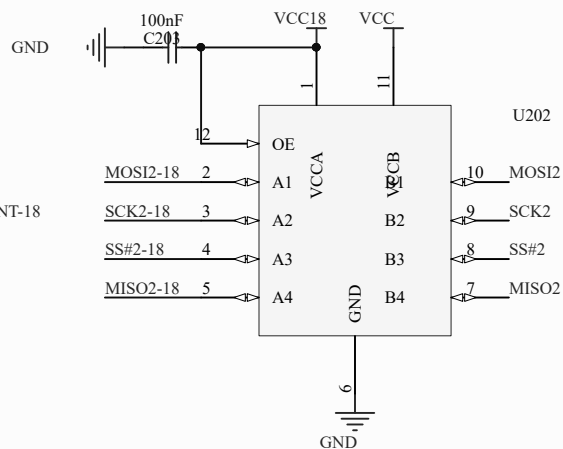 100nF
VCC18
VCC
GND
C203
1
11
U202
12
OE
VCCA
VCCB
MOSI2-18
2
A1
B1
10
MOSI2
NT-18
SCK2-18
3
A2
B2
9
SCK2
SS#2-18
4
A3
B3
8
SS#2
MISO2-18
5
A4
GND
B4
7
MISO2
6
GND